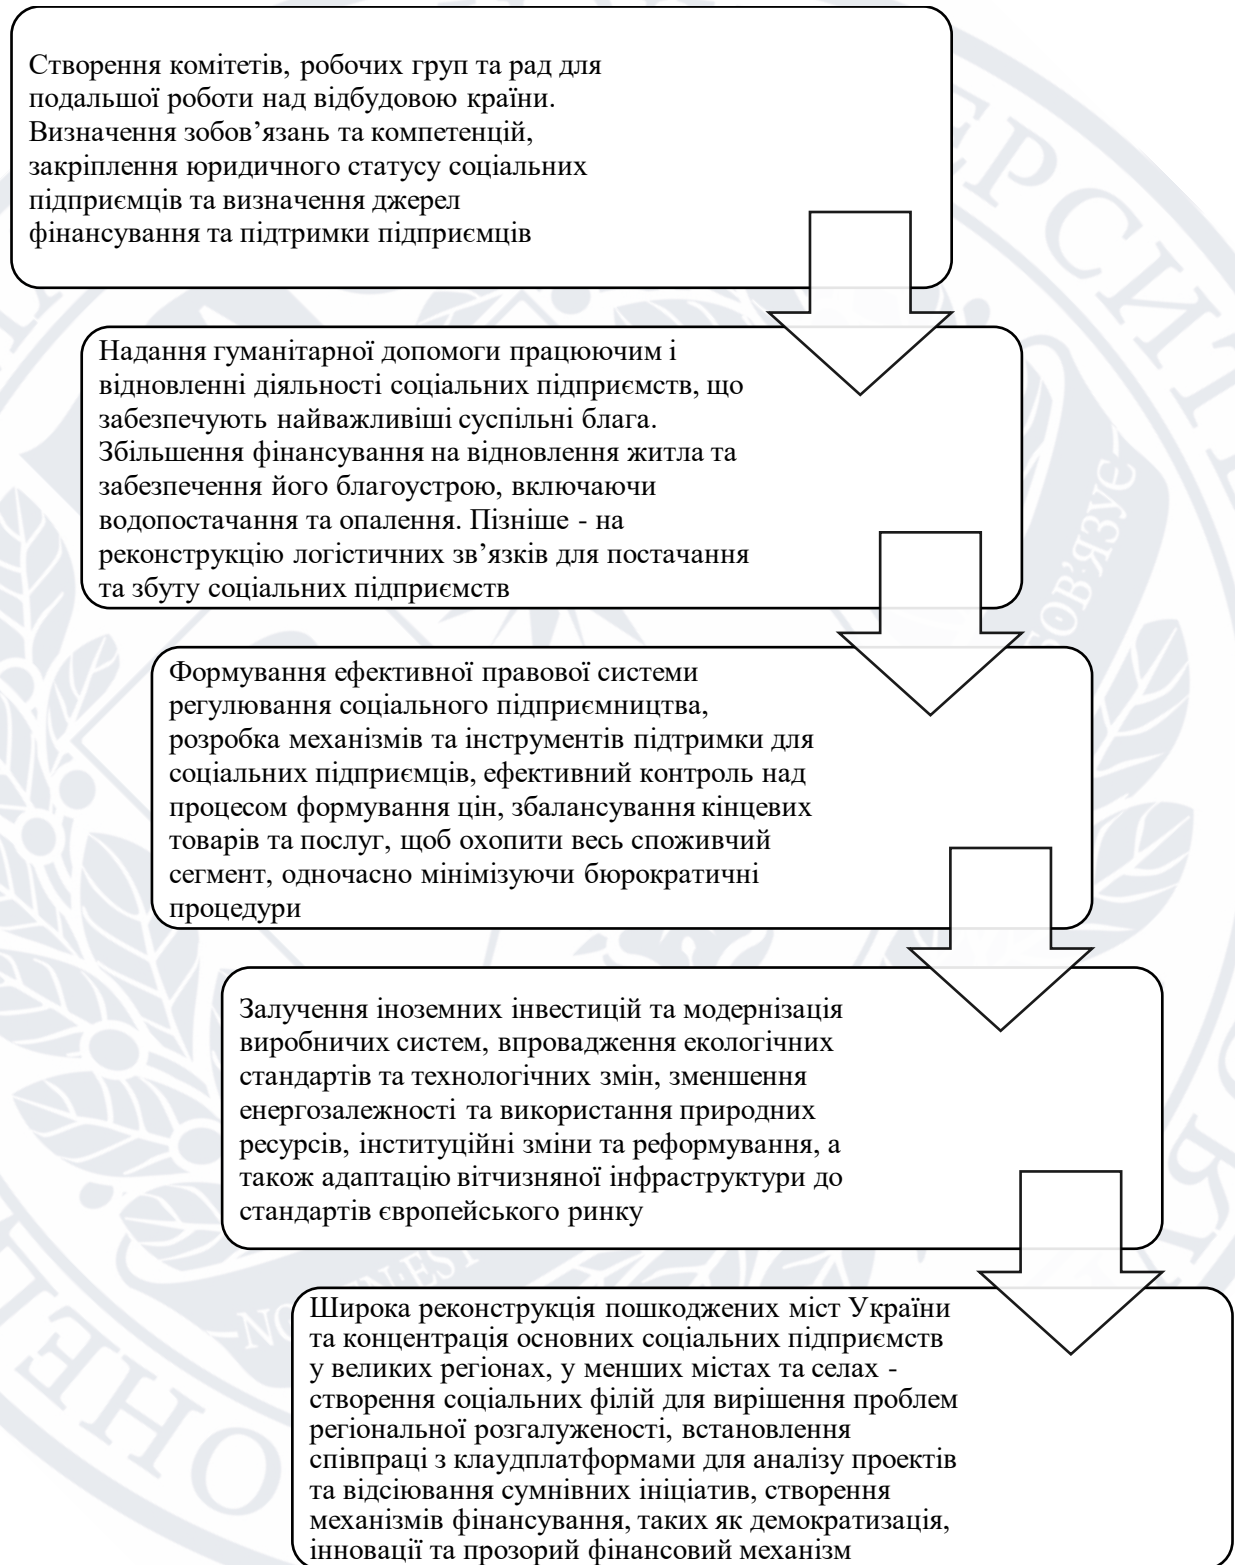 Створення комітетів, робочих груп та рад для
подальшої роботи над відбудовою країни.
Визначення зобов’язань та компетенцій,
закріплення юридичного статусу соціальних
підприємців та визначення джерел
фінансування та підтримки підприємців
Надання гуманітарної допомоги працюючим і
відновленні діяльності соціальних підприємств, що
забезпечують найважливіші суспільні блага.
Збільшення фінансування на відновлення житла та
забезпечення його благоустрою, включаючи
водопостачання та опалення. Пізніше - на
реконструкцію логістичних зв’язків для постачання
та збуту соціальних підприємств
Формування ефективної правової системи
регулювання соціального підприємництва,
розробка механізмів та інструментів підтримки для
соціальних підприємців, ефективний контроль над
процесом формування цін, збалансування кінцевих
товарів та послуг, щоб охопити весь споживчий
сегмент, одночасно мінімізуючи бюрократичні
процедури
Залучення іноземних інвестицій та модернізація
виробничих систем, впровадження екологічних
стандартів та технологічних змін, зменшення
енергозалежності та використання природних
ресурсів, інституційні зміни та реформування, а
також адаптацію вітчизняної інфраструктури до
стандартів європейського ринку
Широка реконструкція пошкоджених міст України
та концентрація основних соціальних підприємств
у великих регіонах, у менших містах та селах -
створення соціальних філій для вирішення проблем
регіональної розгалуженості, встановлення
співпраці з клаудплатформами для аналізу проектів
та відсіювання сумнівних ініціатив, створення
механізмів фінансування, таких як демократизація,
інновації та прозорий фінансовий механізм